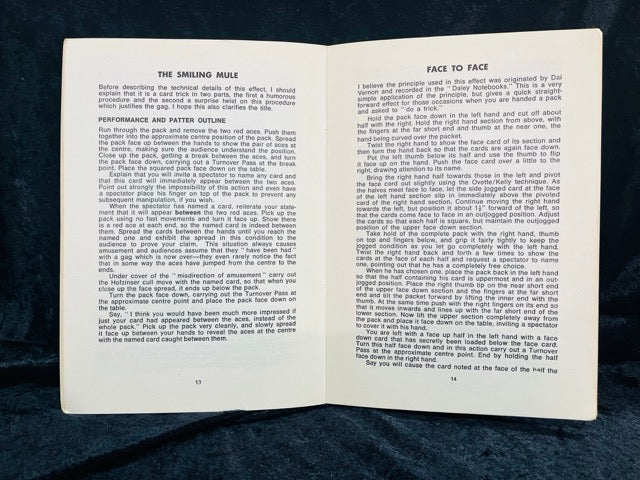 THE SMILING MULE
Before describing the technical details of this effect, I should
explain that it is a card trick in two parts, the first a humorous
procedure and the second a surprise twist on this procedure
which justifies the gag. I hope this also clarifies the title.
PERFORMANCE AND PATTER OUTLINE
Run through the pack and remove the two red aces. Push them
together into the approximate centre position of the pack. Spread
the pack face up between the hands to show the pair of aces at
the centre, making sure the audience understand the position.
Close up the pack, getting a break between the aces, and turn
the pack face down, carrying out a Turnover Pass at the break
point. Place the squared pack face down on the table.
Explain that you will invite a spectator to name any card and
that this card will immediately appear between the two aces.
Point out strongly the impossibility of this action and even have
a spectator place his finger on top of the pack to prevent any
subsequent manipulation, if you wish.
When the spectator has named a card, reiterate your state-
ment that it will appear between the two aces. Pick up the
pack using no fast movements and turn it face up. Show there
is a red ace at each end, so the named card is indeed between
them. Spread the cards between the hands until you reach the
named one and exhibit the spread in this condition to the
audience to prove your claim. This situation always causes
amusement and audiences assume that they " have been had "
with a gag which is now over—they even rarely notice the fact
that in some way the aces have jumped from the centre to the
ends.
Under cover of the " misdirection of amusement " carry out
the Hofzinser cull move with the named card, so that when you
close up the face spread, it ends up below the pack.
Turn the pack face down, carrying out the Turnover Pass at
the approximate centre point and place the pack face down on
the table.
Say, " I think you would have been much more impressed if
just your card had appeared between the aces, instead of the
whole pack." Pick up the pack very cleanly, and slowly spread
it face up between your hands to reveal the aces at the centre
with the named card caught between them.
13
FACE TO FACE
I believe the principle used in this effect was originated by Dai
Vernon and recorded in the " Daley Notebooks." This is a very
simple application of the principle, but gives a quick straight-
forward effect for those occasions when you are handed a pack
and asked to " do a trick."
Hold the pack face down in the left hand and cut off about
half with the right. Hold the right hand section from above, with
the fingers at the far short end and thumb at the near one, the
hand being curved over the packet.
Twist the right hand to show the face card of its section and
then turn the hand back so that the cards are again face down.
Put the left thumb below its half and use the thumb to flip
it face up on the hand. Push the face card over a little to the
right, drawing attention to its name.
Bring the right hand half towards those in the left and pivot
the face card out slightly using the Ovette/Kelly technique. As
the halves meet face to face, let the side jogged card at the face
of the left hand section slip in immediately above the pivoted
card of the right hand section. Continue moving the right hand
towards the left, but position it about 1½" forward of the left, so
that the cards come face to face in an outjogged position. Adjust
the cards so that each half is square, but maintain the outjogged
position of the upper face down section.
Take hold of the complete pack with the right hand, thumb
on top and fingers below, and grip it fairly tightly to keep the
jogged condition as you let go completely with the left hand.
Twist the right hand back and forth a few times to show the
cards at the face of each half and request a spectator to name
one, pointing out that he has a completely free choice.
When he has chosen one, place the pack back in the left hand
so that the half containing his card is uppermost and in an out-
jogged position. Place the right thumb tip on the near short end
of the upper face down section and the fingers at the far short
end and tilt the packet forward by lifting the inner end with the
thumb. At the same time push with the right fingers on its end so
that it moves inwards and lines up with the far short end of the
lower section. Now lift the upper section completely away from
the pack and place it face down on the table, inviting a spectator
to cover it with his hand.
You are left with a face up half in the left hand with a face
down card that has secretly been loaded below the face card.
Turn this half face down and in this action carry out a Turnover
Pass at the approximate centre point. End by holding the half
face down in the right hand.
Say you will cause the card noted at the face of the half the
14